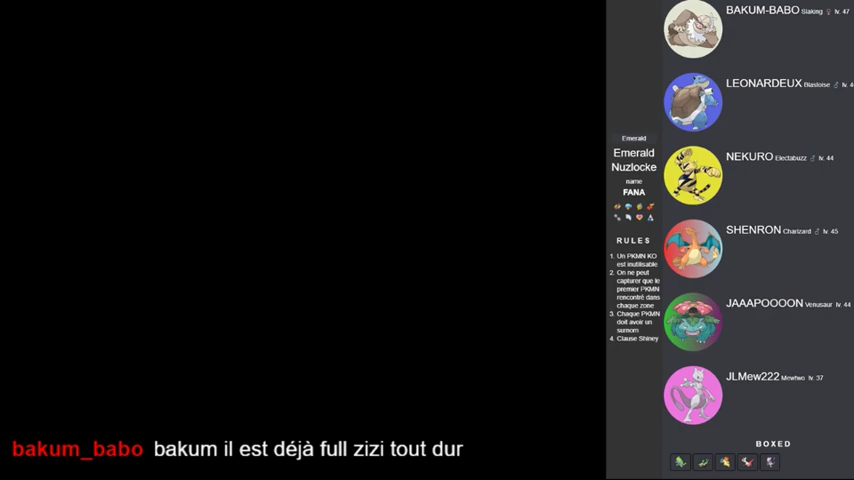 BAKUM-BABO Slaking ♀ lv. 47
LEONARDEUX Blastoise ♂ lv. 4
NEKURO Electabuzz ♂ lv. 44
SHENRON Charizard ♂ lv. 45
JAAAPOOOON Venusaur lv. 44
JLMew222 Mewtwo lv. 37
BOXED
Emerald
Emerald
Nuzlocke
name
FANA
RULES
1. Un PKMN KO
est inutilisable
2. On ne peut
capturer que le
premier PKMN
rencontré dans
chaque zone
3. Chaque PKMN
doit avoir un
surnom
4. Clause Shiney
bakum_babo bakum il est déjà full zizi tout dur